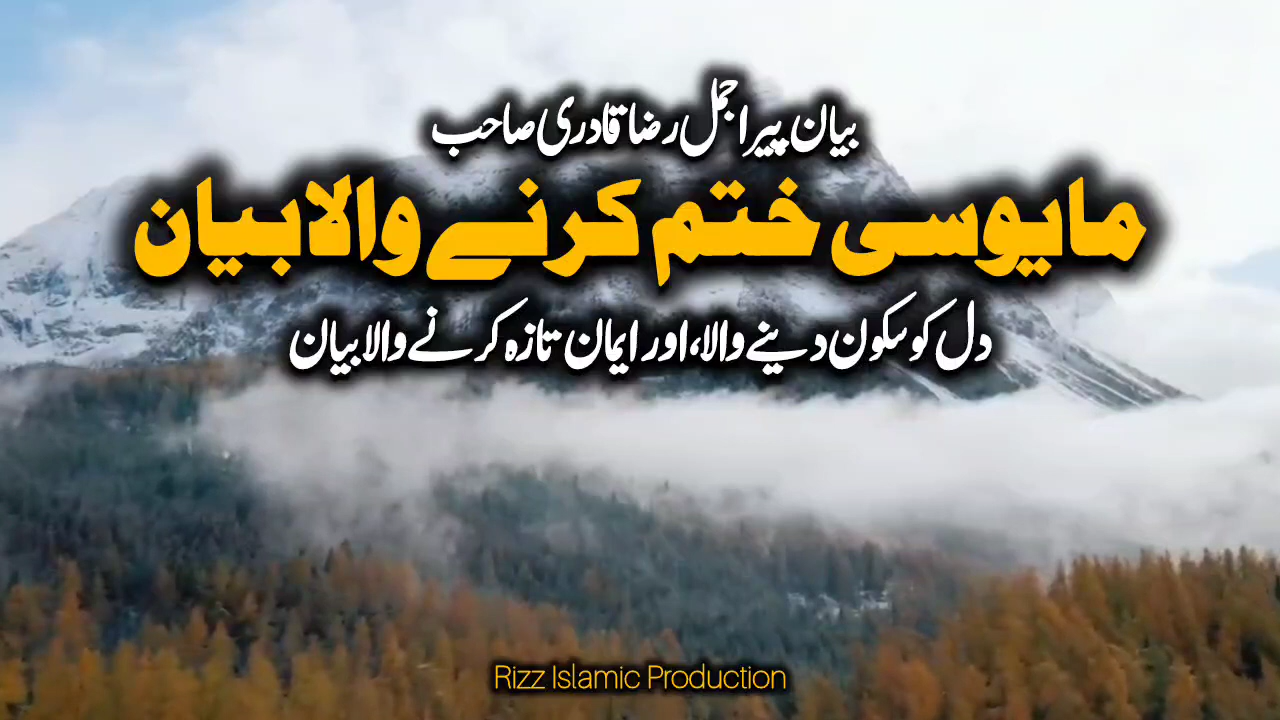 بیان پیر اجمل رضا قادری صاحب
مایوسی ختم کرنے والا بیان
دل کو سکون دینے والا، اور ایمان تازہ کرنے والا بیان
Rizz Islamic Production